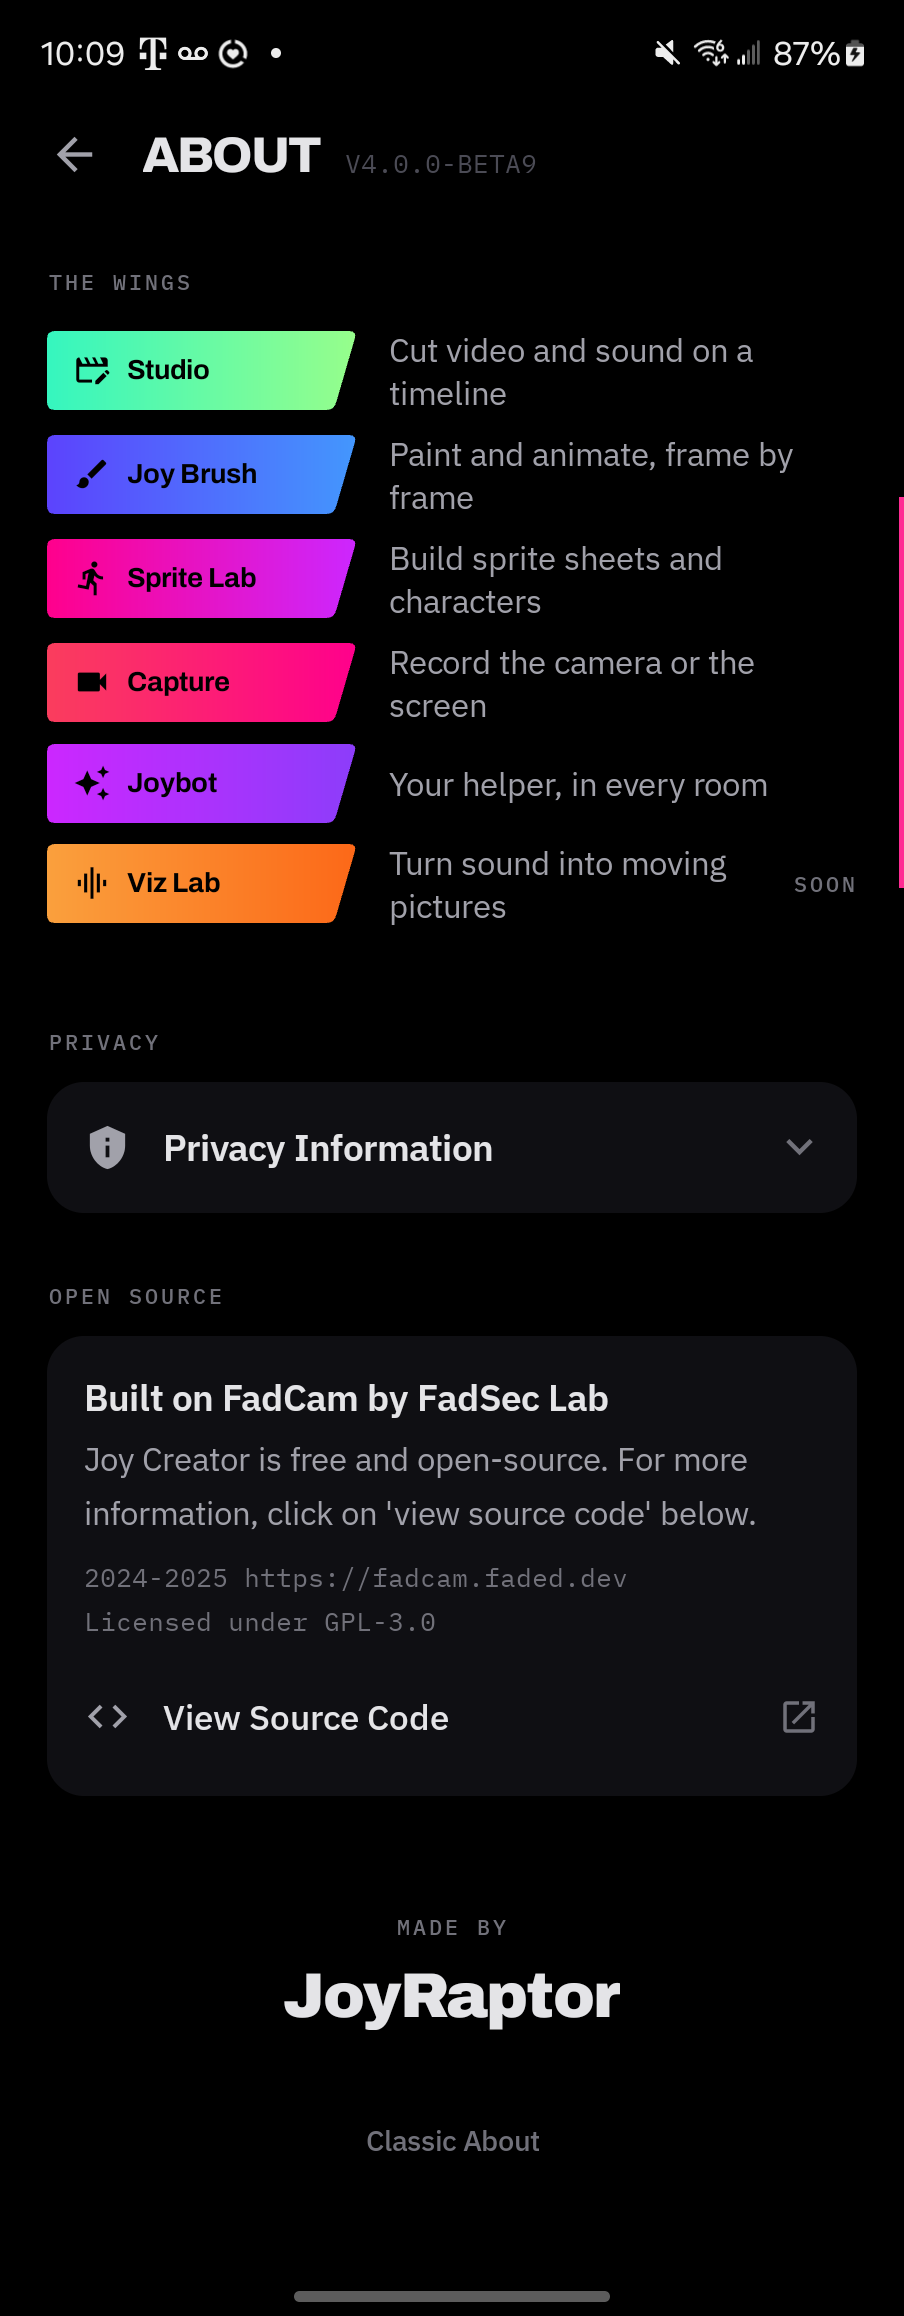 10:09
87%
ABOUT V4.0.0-BETA9
THE WINGS
Studio
Cut video and sound on a
timeline
Joy Brush
Paint and animate, frame by
frame
Sprite Lab
Build sprite sheets and
characters
Capture
Record the camera or the
screen
Joybot
Your helper, in every room
Viz Lab
Turn sound into moving
pictures
SOON
PRIVACY
Privacy Information
OPEN SOURCE
Built on FadCam by FadSec Lab
Joy Creator is free and open-source. For more
information, click on 'view source code' below.
2024-2025 https://fadcam.faded.dev
Licensed under GPL-3.0
View Source Code
MADE BY
JoyRaptor
Classic About